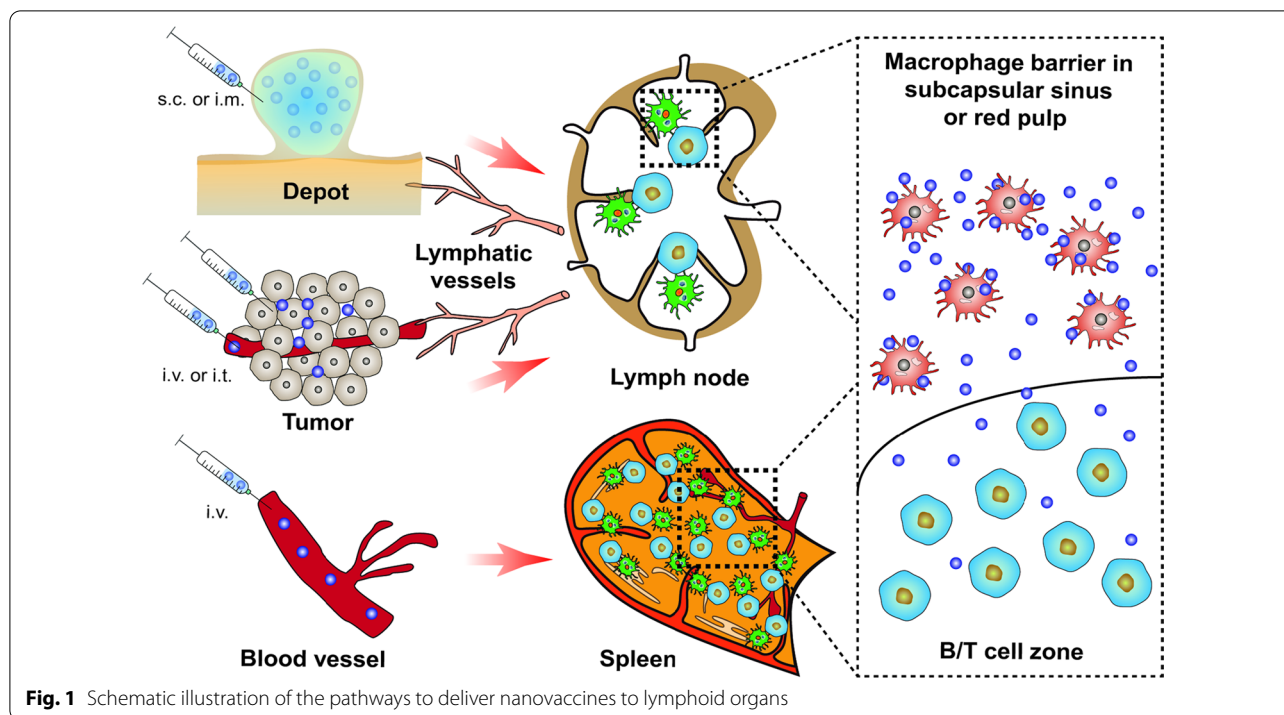 s.c. or i.m.
Depot
Lymphatic
vessels
i.v. or i.t.
Tumor
i.v.
Blood vessel
Lymph node
Spleen
Macrophage barrier in
subcapsular sinus
or red pulp
B/T cell zone
Fig. 1 Schematic illustration of the pathways to deliver nanovaccines to lymphoid organs